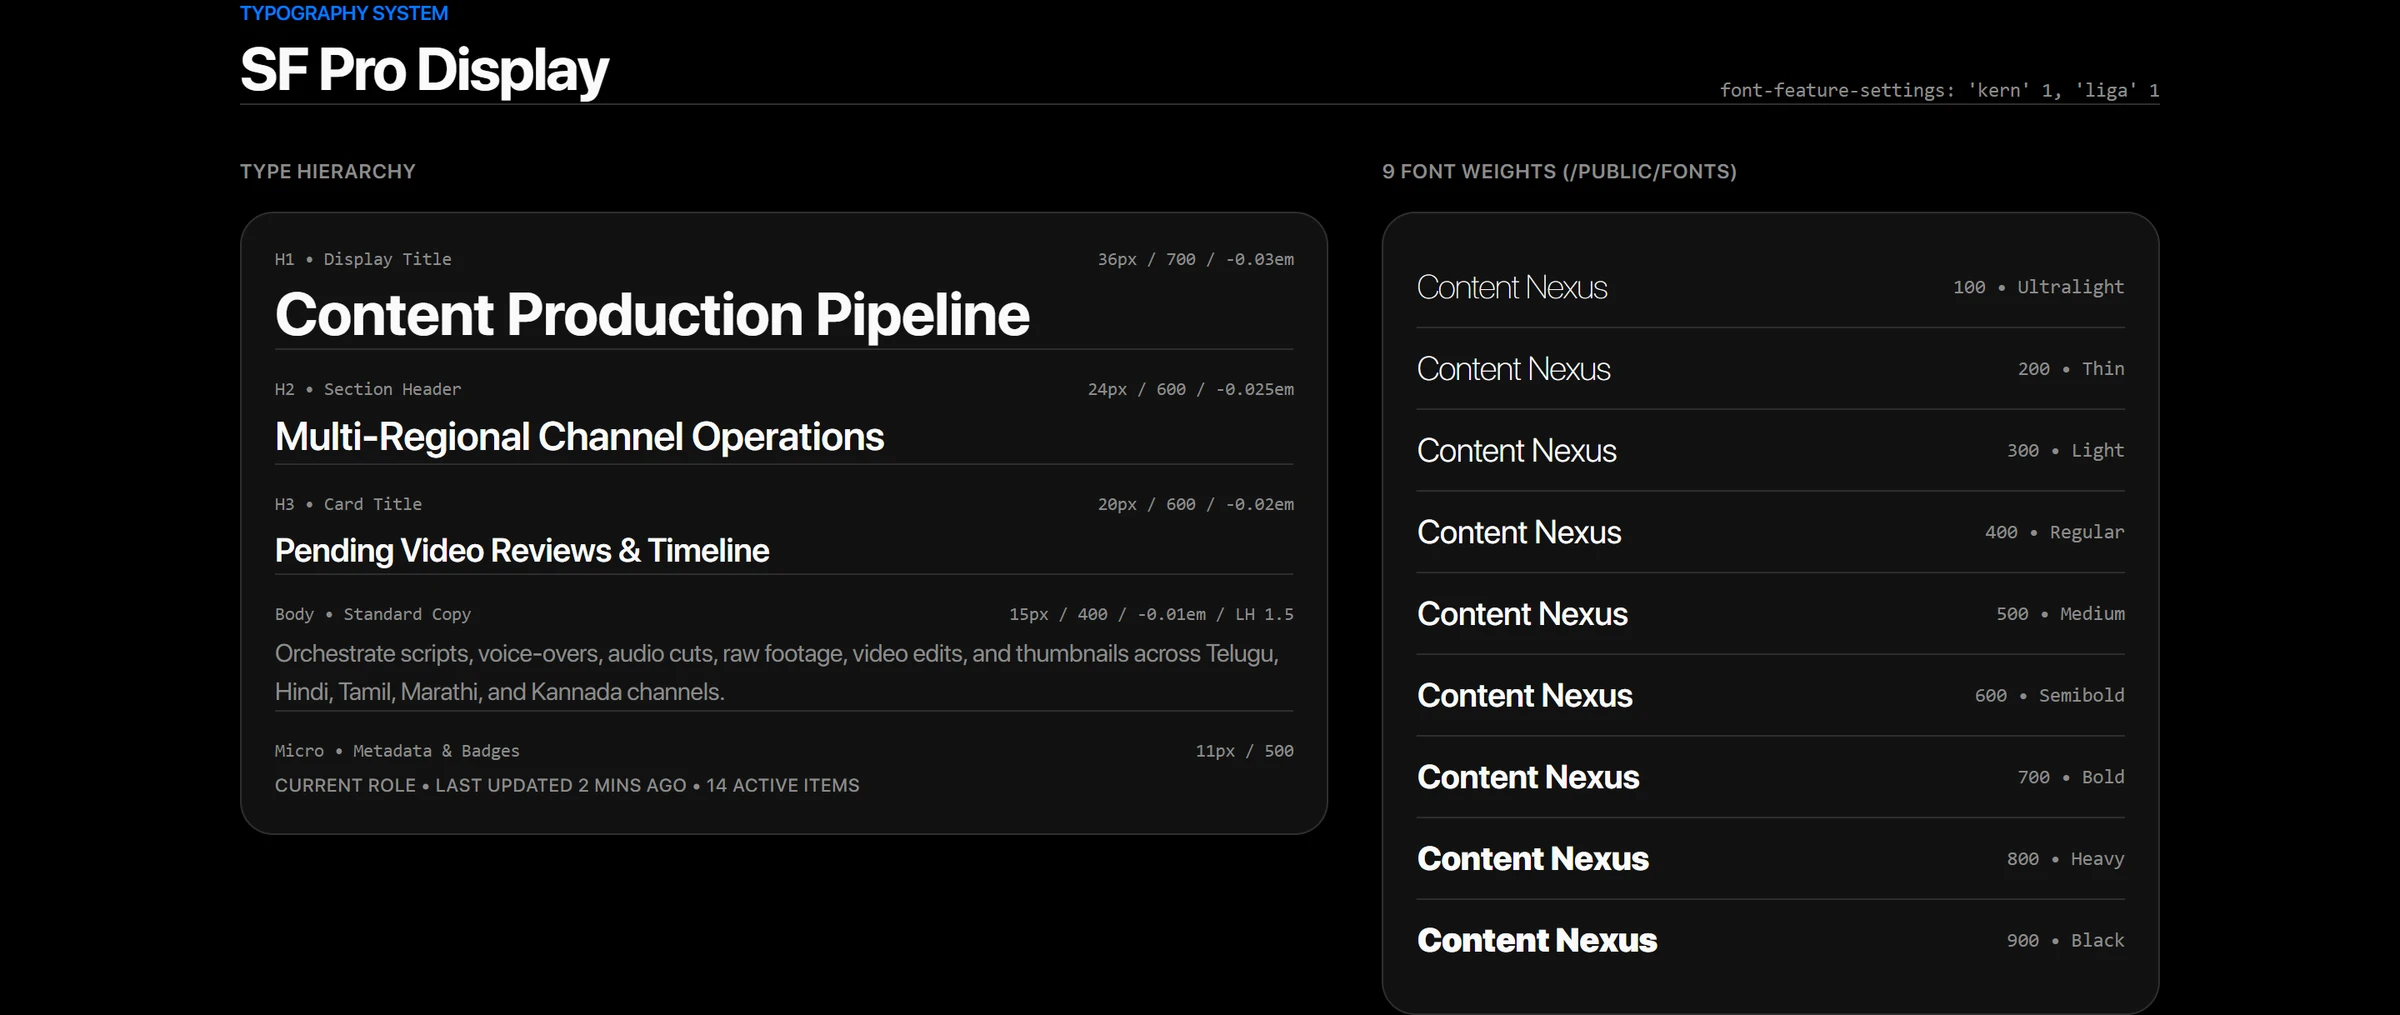 TYPOGRAPHY SYSTEM
SF Pro Display
font-feature-settings: 'kern' 1, 'liga' 1
TYPE HIERARCHY
H1 • Display Title
36px / 700 / -0.03em
Content Production Pipeline
H2 • Section Header
24px / 600 / -0.025em
Multi-Regional Channel Operations
H3 • Card Title
20px / 600 / -0.02em
Pending Video Reviews & Timeline
Body • Standard Copy
15px / 400 / -0.01em / LH 1.5
Orchestrate scripts, voice-overs, audio cuts, raw footage, video edits, and thumbnails across Telugu,
Hindi, Tamil, Marathi, and Kannada channels.
Micro • Metadata & Badges
11px / 500
CURRENT ROLE • LAST UPDATED 2 MINS AGO • 14 ACTIVE ITEMS
9 FONT WEIGHTS (/PUBLIC/FONTS)
Content Nexus
100 • Ultralight
Content Nexus
200 • Thin
Content Nexus
300 • Light
Content Nexus
400 • Regular
Content Nexus
500 • Medium
Content Nexus
600 • Semibold
Content Nexus
700 • Bold
Content Nexus
800 • Heavy
Content Nexus
900 • Black